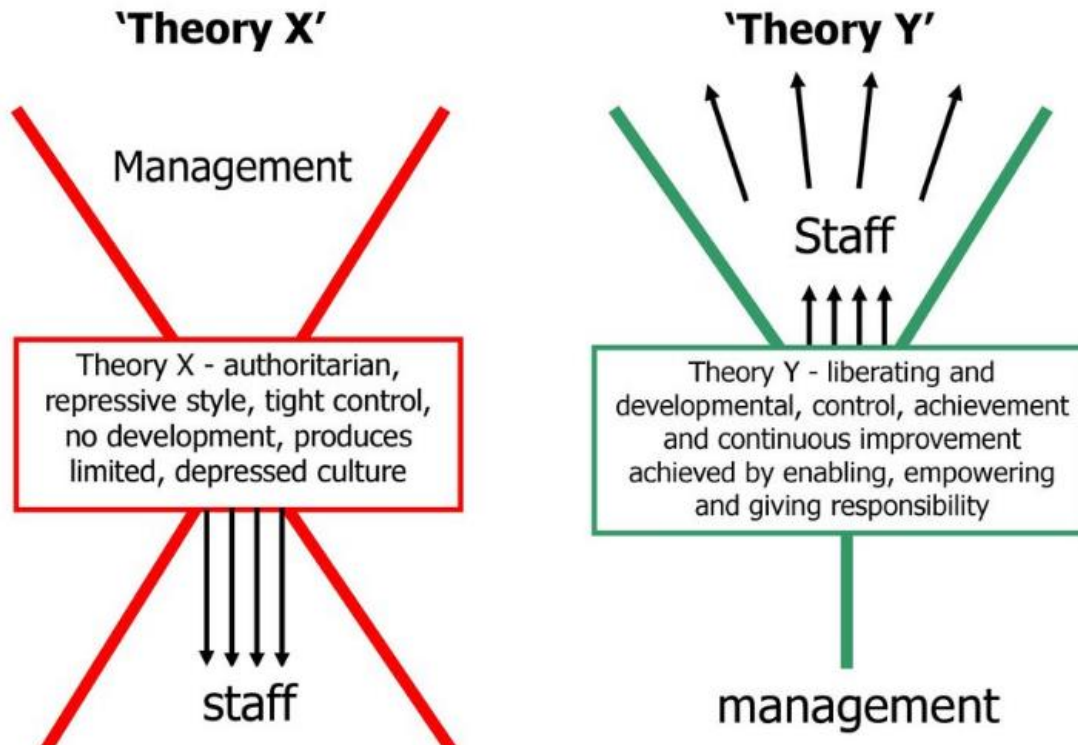 'Theory X'
Management
Theory X - authoritarian,
repressive style, tight control,
no development, produces
limited, depressed culture
staff
'Theory Y'
Staff
Theory Y - liberating and
developmental, control, achievement
and continuous improvement
achieved by enabling, empowering
and giving responsibility
management